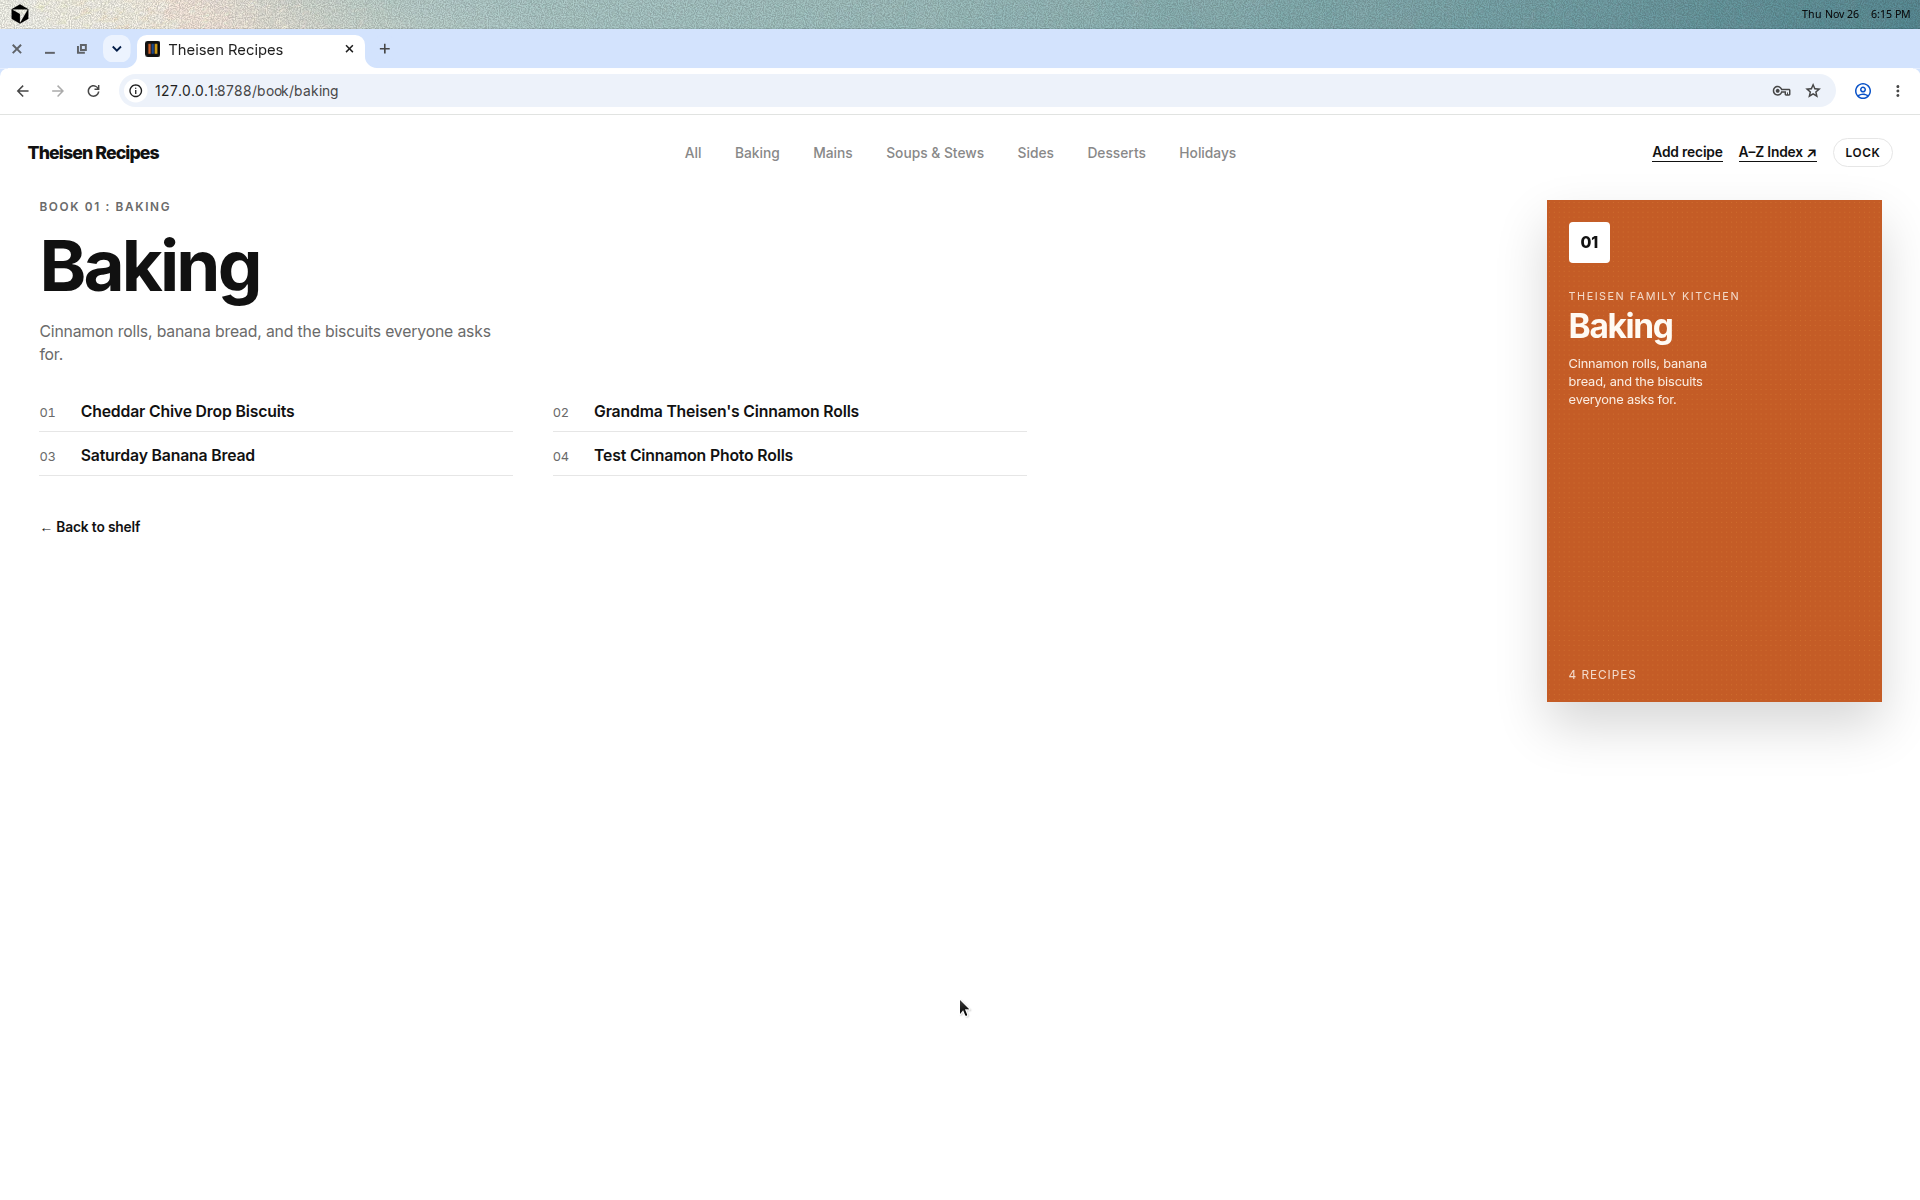 Thu Nov 26 6:15 PM
Theisen Recipes
127.0.0.1:8788/book/baking
Theisen Recipes
All Baking Mains Soups & Stews Sides Desserts Holidays
Add recipe A–Z Index ↗ LOCK
BOOK 01 : BAKING
Baking
Cinnamon rolls, banana bread, and the biscuits everyone asks
for.
01 Cheddar Chive Drop Biscuits
02 Grandma Theisen's Cinnamon Rolls
03 Saturday Banana Bread
04 Test Cinnamon Photo Rolls
← Back to shelf
01
THEISEN FAMILY KITCHEN
Baking
Cinnamon rolls, banana
bread, and the biscuits
everyone asks for.
4 RECIPES